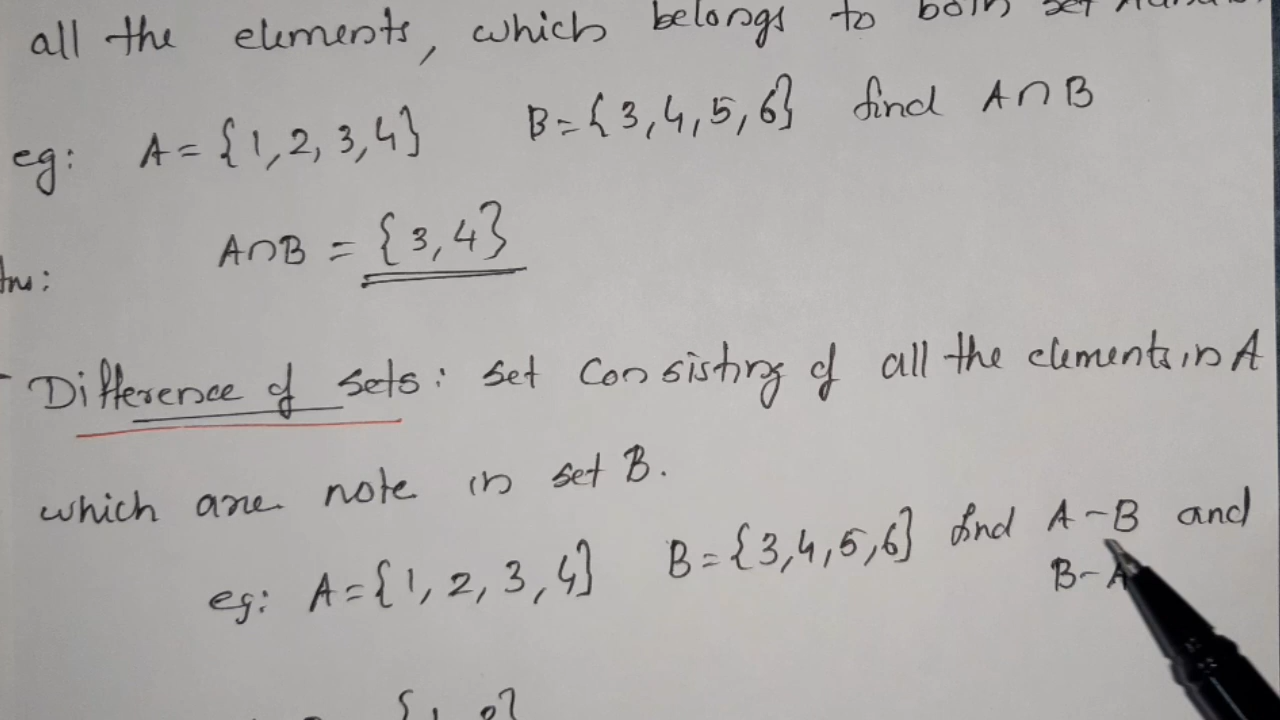 all the elements, which belongs to both set
eg: A = {1, 2, 3, 4} B = {3, 4, 5, 6} find A∩B
Ans: A∩B = {3, 4}
Difference of sets: set consisting of all the elements in A
which are note in set B.
eg: A = {1, 2, 3, 4} B = {3, 4, 5, 6} find A - B and
B - A